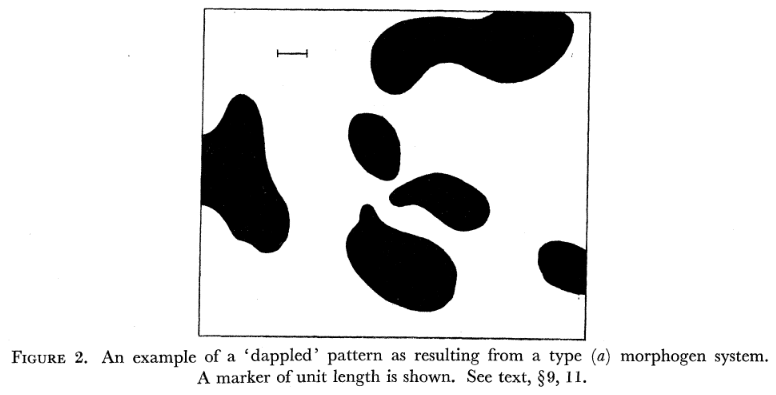 FIGURE 2. An example of a ‘dappled’ pattern as resulting from a type (a) morphogen system.
A marker of unit length is shown. See text, §9, 11.